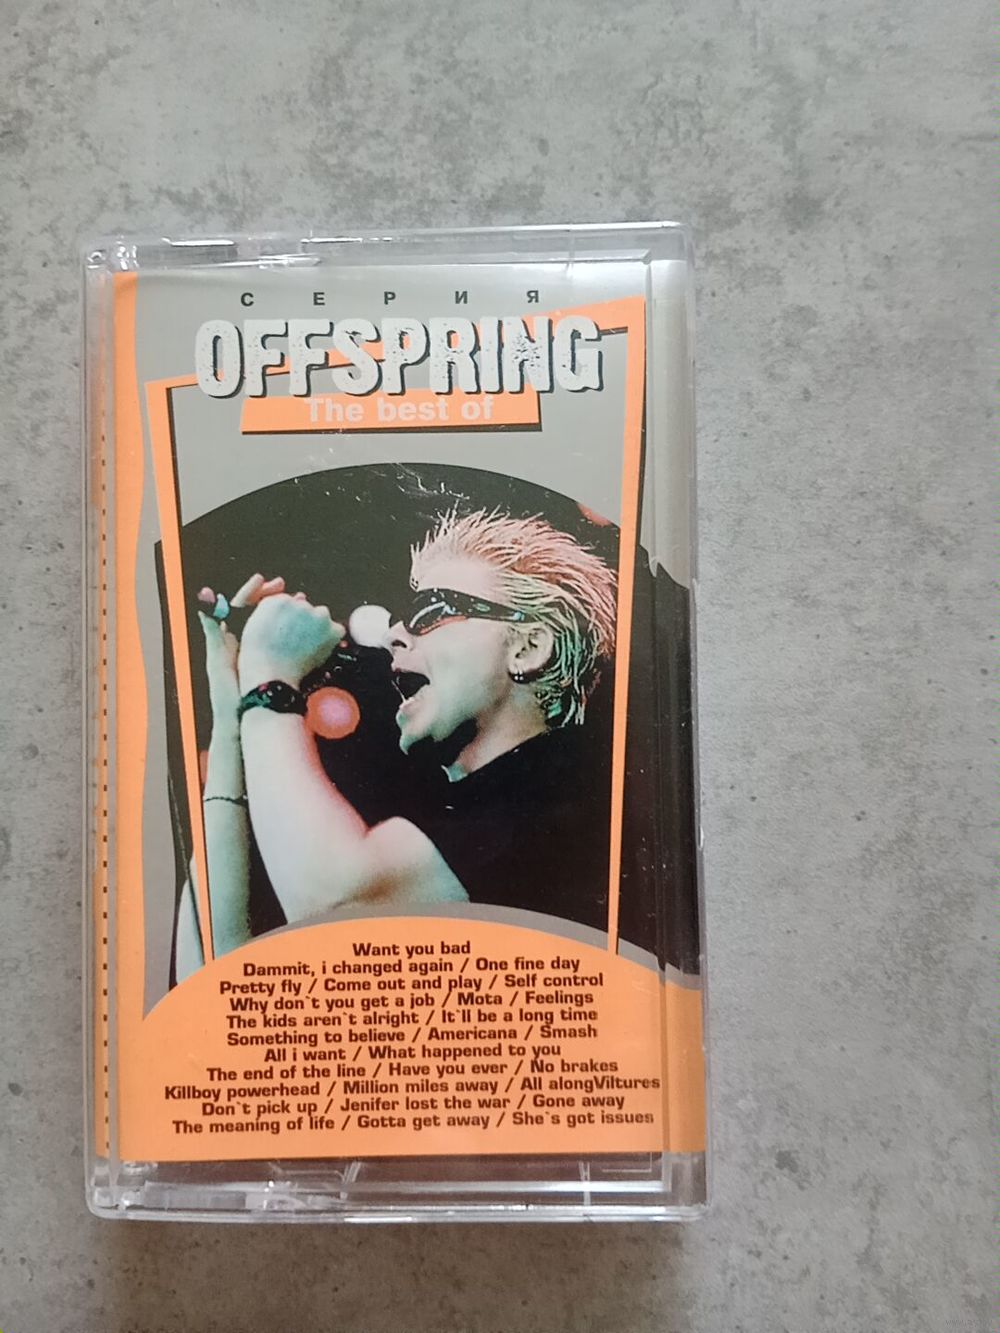 СЕРИЯ
OFFSPRING
The best of
Want you bad
Dammit, i changed again / One fine day
Pretty fly / Come out and play / Self control
Why don`t you get a job / Mota / Feelings
The kids aren`t alright / It`ll be a long time
Something to believe / Americana / Smash
All i want / What happened to you
The end of the line / Have you ever / No brakes
Killboy powerhead / Million miles away / All alongViltures
Don`t pick up / Jenifer lost the war / Gone away
The meaning of life / Gotta get away / She`s got issues